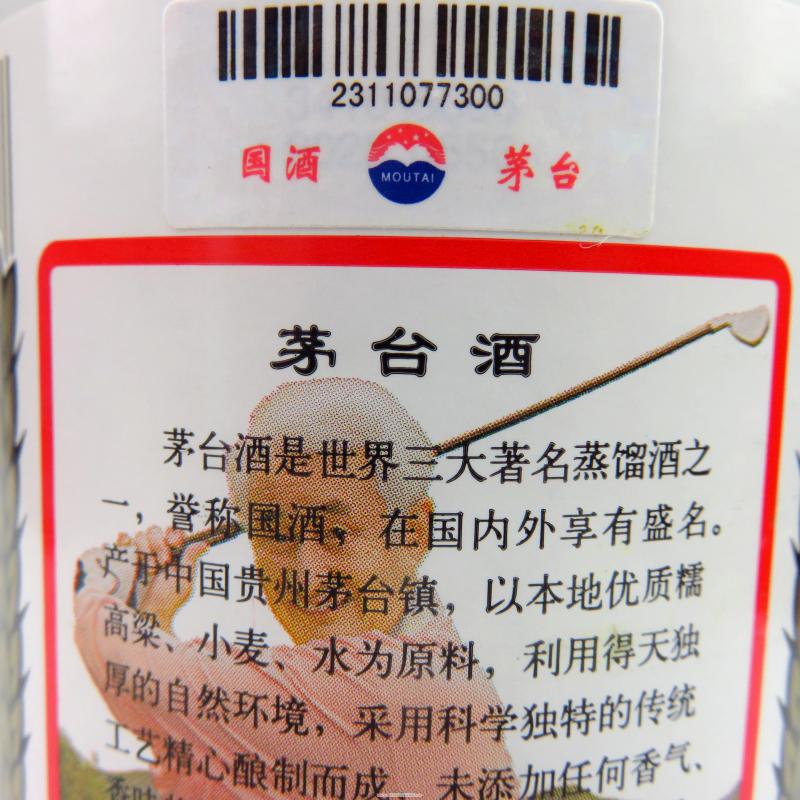 2311077300
国酒 MOUTAI 茅台
茅台酒
茅台酒是世界三大著名蒸馏酒之
一，誉称国酒，在国内外享有盛名。
产于中国贵州茅台镇，以本地优质糯
高粱、小麦、水为原料，利用得天独
厚的自然环境，采用科学独特的传统
工艺精心酿制而成，未添加任何香气、
香味